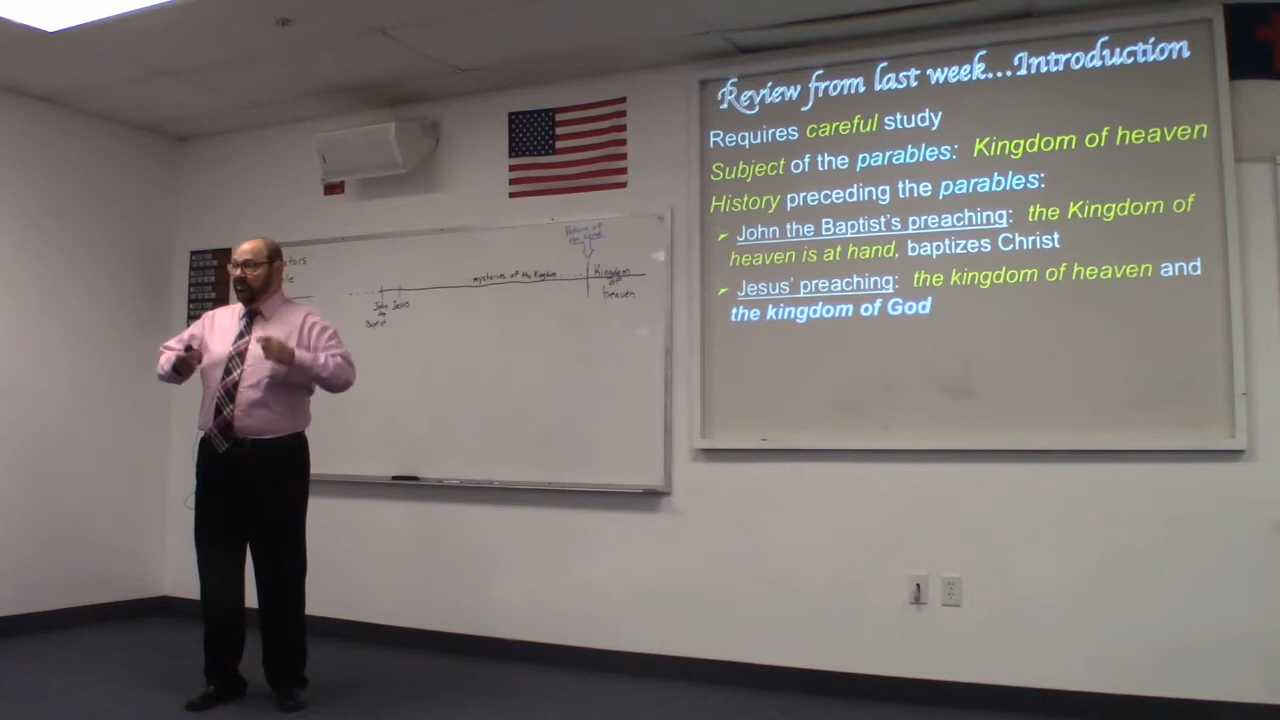 Review from last week...Introduction
Requires careful study
Subject of the parables: Kingdom of heaven
History preceding the parables:
➢ John the Baptist's preaching: the Kingdom of
heaven is at hand, baptizes Christ
➢ Jesus' preaching: the kingdom of heaven and
the kingdom of God
Return of
mysteries of the Kingdom ....
Kingdom
of
heaven
....
John
the
Baptist
Jesus